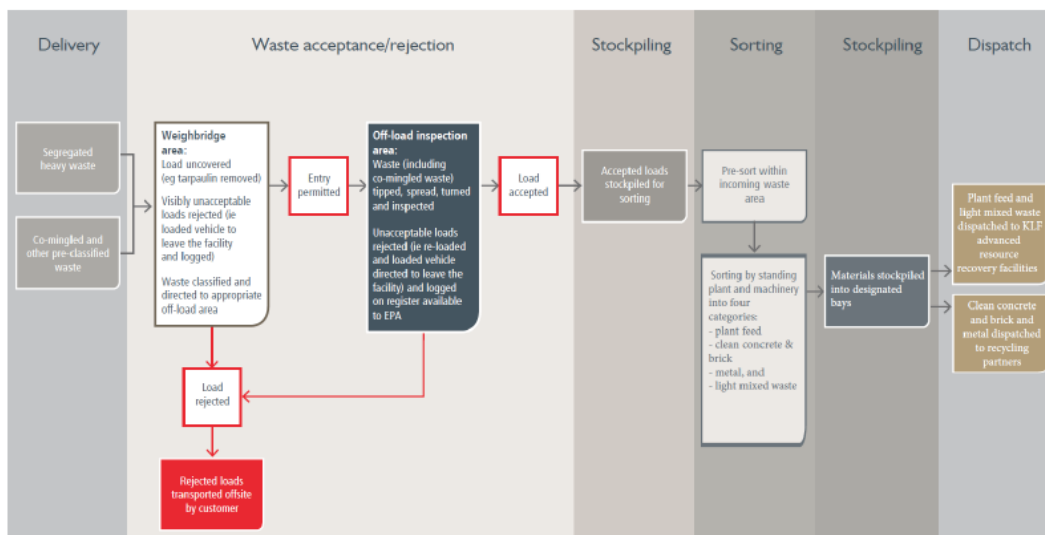 Delivery
Waste acceptance/rejection
Stockpiling
Sorting
Stockpiling
Dispatch
Segregated
heavy waste
Co-mingled and
other pre-classified
waste
Weighbridge
area:
Load uncovered
(eg tarpaulin removed)
Visibly unacceptable
loads rejected (ie
loaded vehicle to
leave the facility
and logged)
Waste classified and
directed to appropriate
off-load area
Entry
permitted
Off-load inspection
area:
Waste (including
co-mingled waste)
tipped, spread, turned
and inspected
Unacceptable loads
rejected (ie re-loaded
and loaded vehicle
directed to leave the
facility) and logged
on register available
to EPA
Load
accepted
Load
rejected
Rejected loads
transported offsite
by customer
Accepted loads
stockpiled for
sorting
Pre-sort within
incoming waste
area
Sorting by standing
plant and machinery
into four
categories:
- plant feed
- clean concrete &
brick
- metal, and
- light mixed waste
Materials stockpiled
into designated
bays
Plant feed and
light mixed waste
dispatched to KLF
advanced
resource
recovery facilities
Clean concrete
and brick and
metal dispatched
to recycling
partners